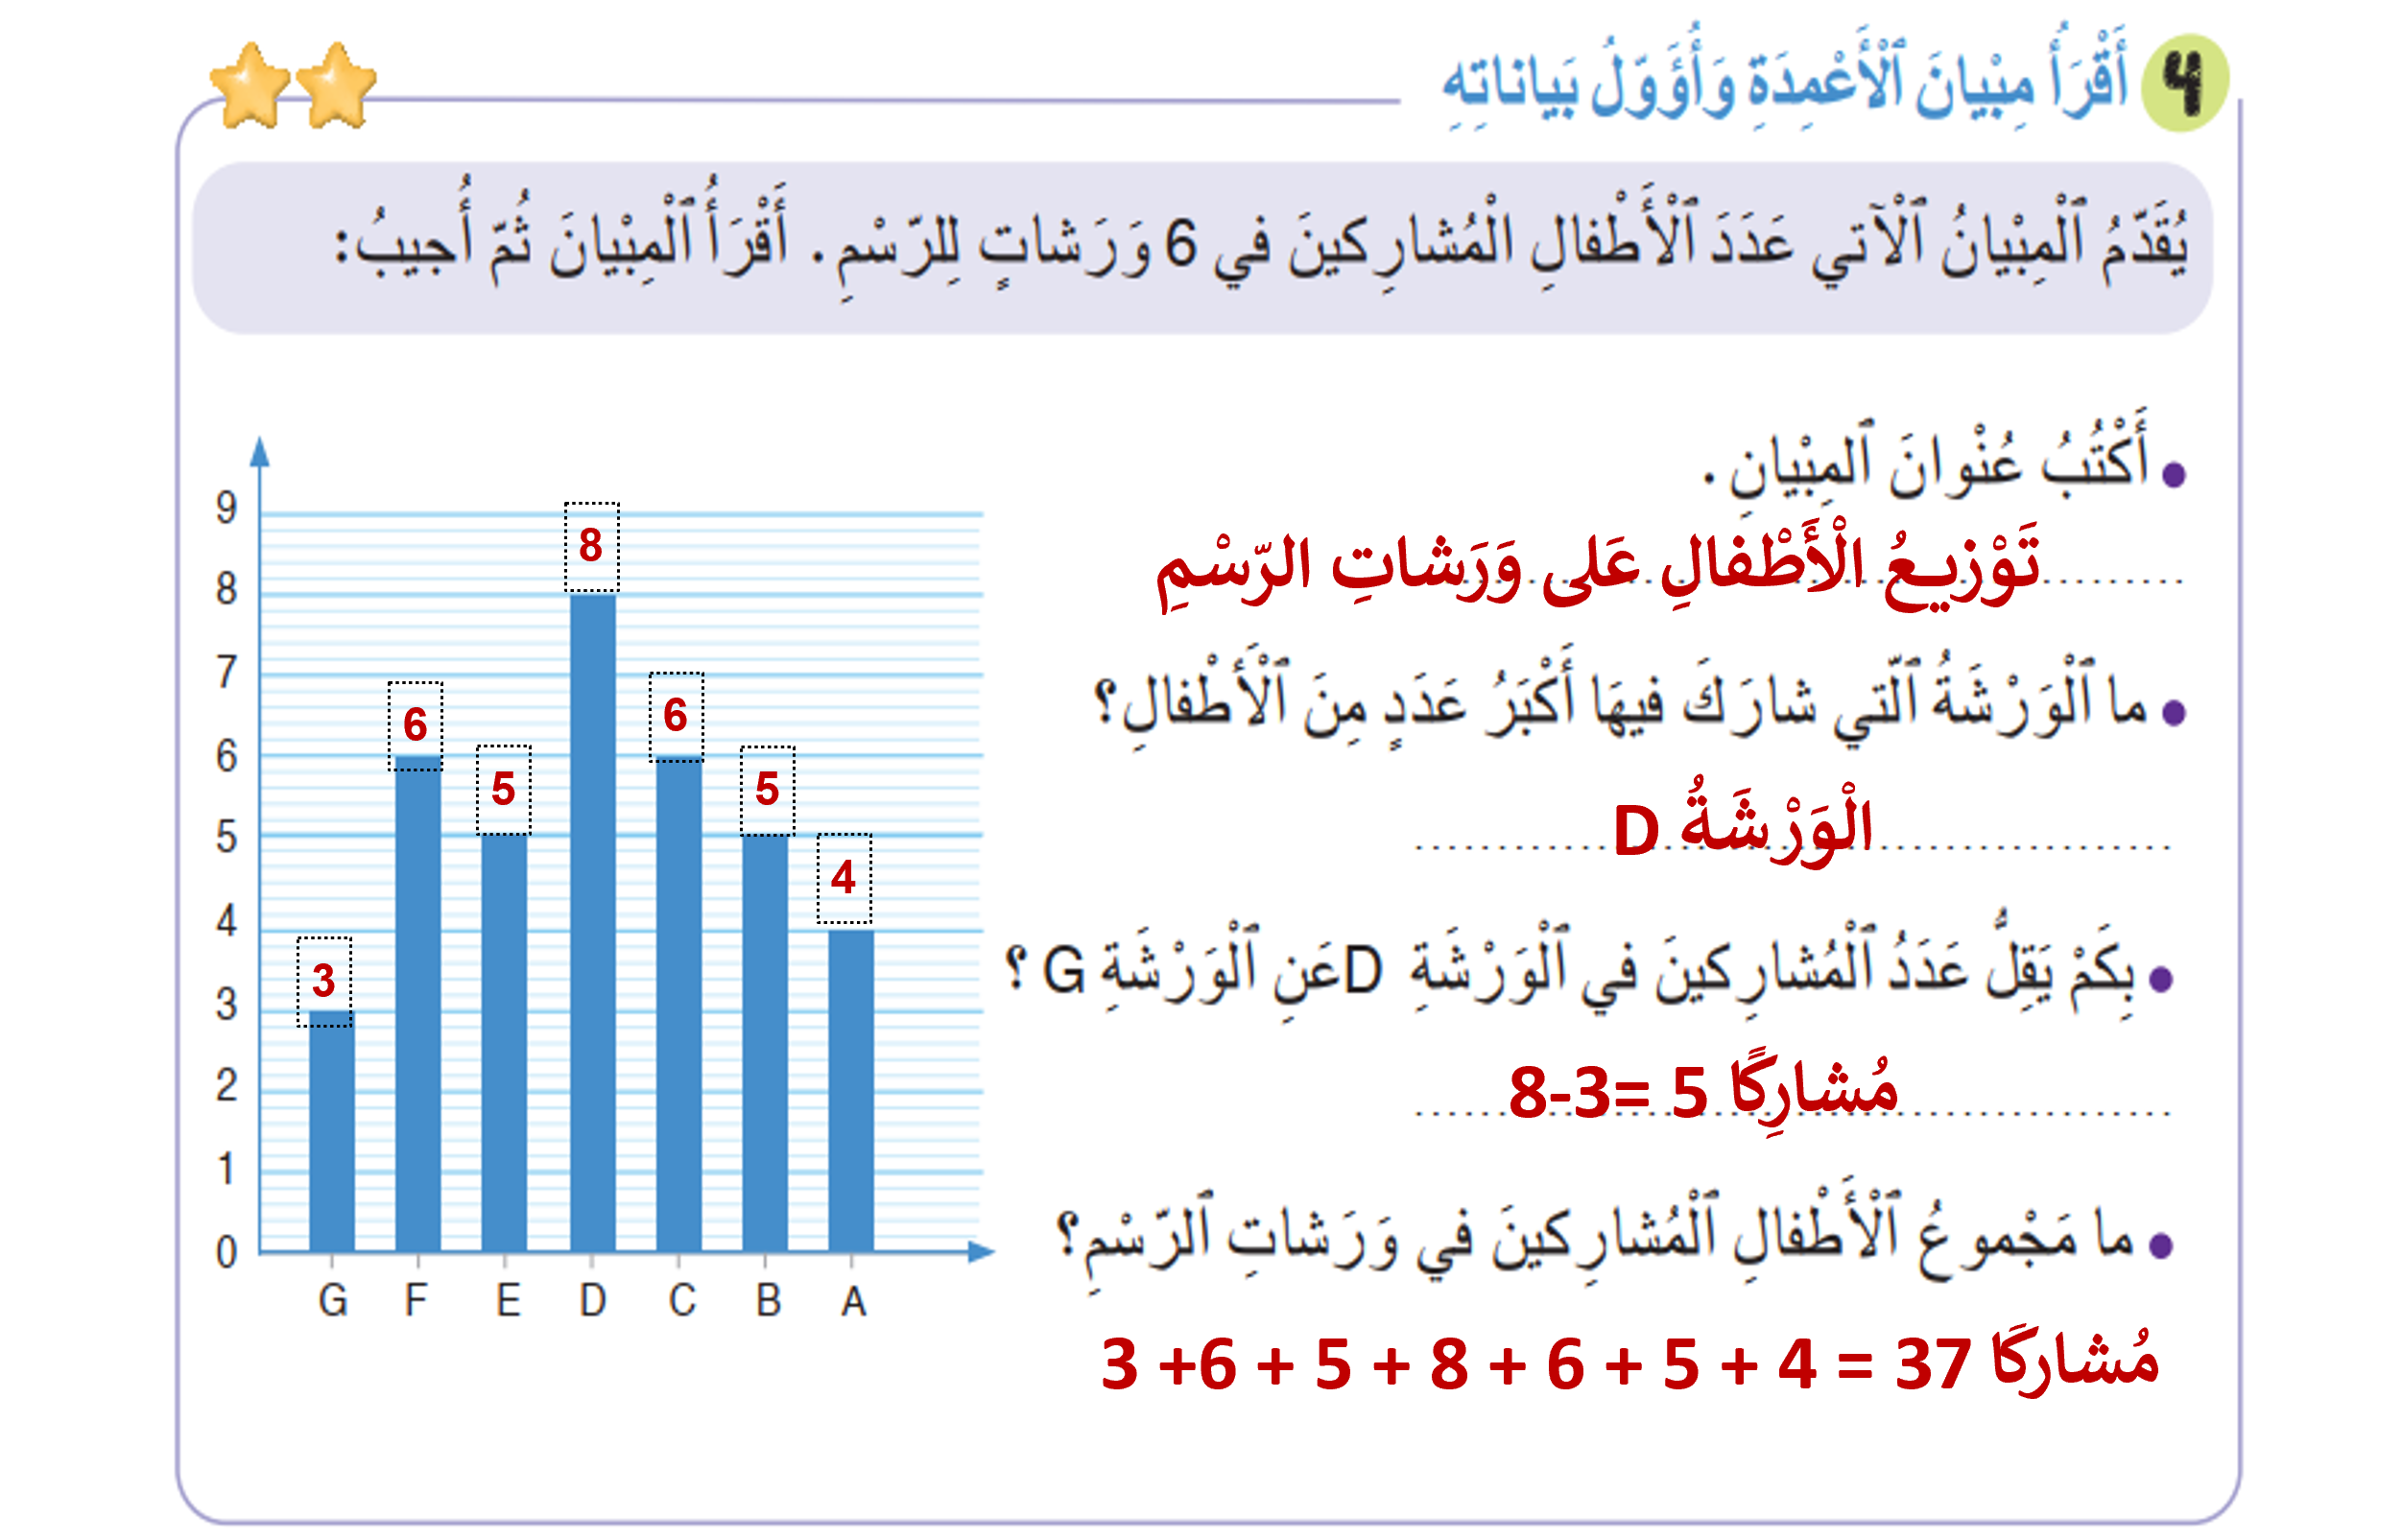 4 أَقْرَأُ مِبْيانَ ٱلْأَعْمِدَةِ وَأُؤَوِّلُ بَياناتِهِ
يُقَدِّمُ ٱلْمِبْيانُ ٱلْآتي عَدَدَ ٱلْأَطْفالِ الْمُشارِكينَ في 6 وَرَشاتٍ لِلرَّسْمِ. أَقْرَأُ ٱلْمِبْيانَ ثُمَّ أُجيبُ:
• أَكْتُبُ عُنْوانَ ٱلمِبْيانِ.
تَوْزيعُ الْأَطْفالِ عَلى وَرَشاتِ الرّسْمِ
• ما ٱلْوَرْشَةُ ٱلَّتي شارَكَ فيهَا أَكْبَرُ عَدَدٍ مِنَ ٱلْأَطْفالِ؟
الْوَرْشَةُ D
• بِكَمْ يَقِلُّ عَدَدُ ٱلْمُشارِكينَ في ٱلْوَرْشَةِ D عَنِ ٱلْوَرْشَةِ G ؟
8-3= 5 مُشارِكًا
• ما مَجْموعُ ٱلْأَطْفالِ ٱلْمُشارِكينَ في وَرَشاتِ ٱلرَّسْمِ؟
3 +6 + 5 + 8 + 6 + 5 + 4 = 37 مُشاركًا
9
8
7
6
5
4
3
2
1
0
3
6
5
8
6
5
4
G F E D C B A